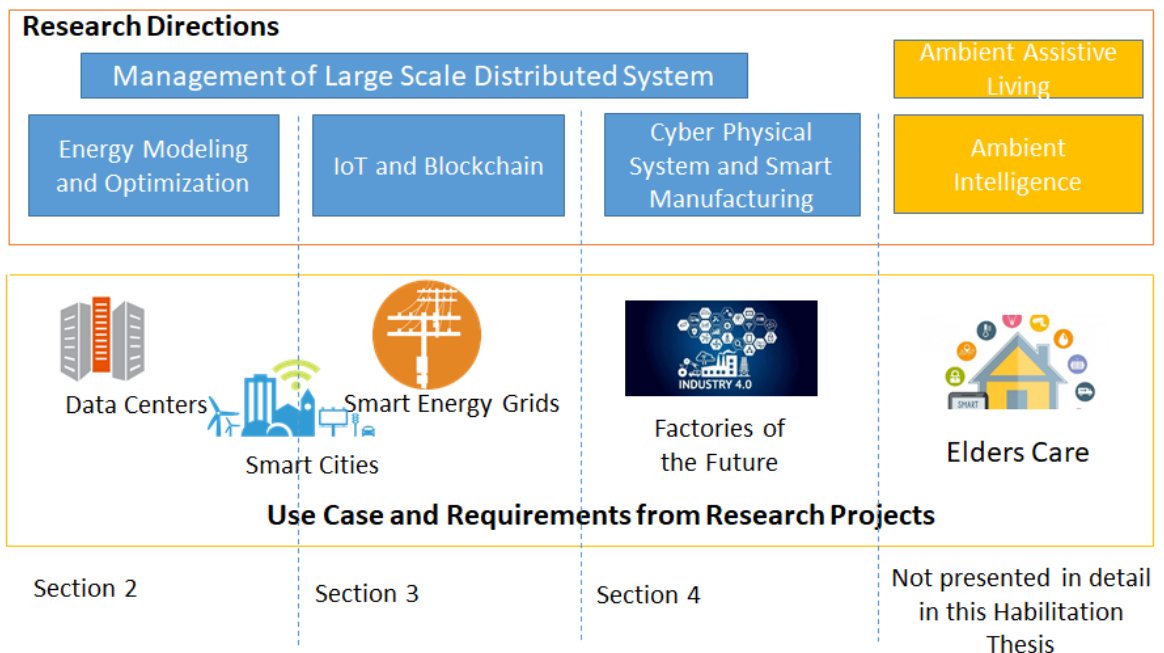 Research Directions
Management of Large Scale Distributed System
Ambient Assistive
Living
Energy Modeling
and Optimization
IoT and Blockchain
Cyber Physical
System and Smart
Manufacturing
Ambient
Intelligence
INDUSTRY 4.0
SMART
Data Centers
Smart Energy Grids
Smart Cities
Factories of
the Future
Elders Care
Use Case and Requirements from Research Projects
Section 2
Section 3
Section 4
Not presented in detail
in this Habilitation
Thesis